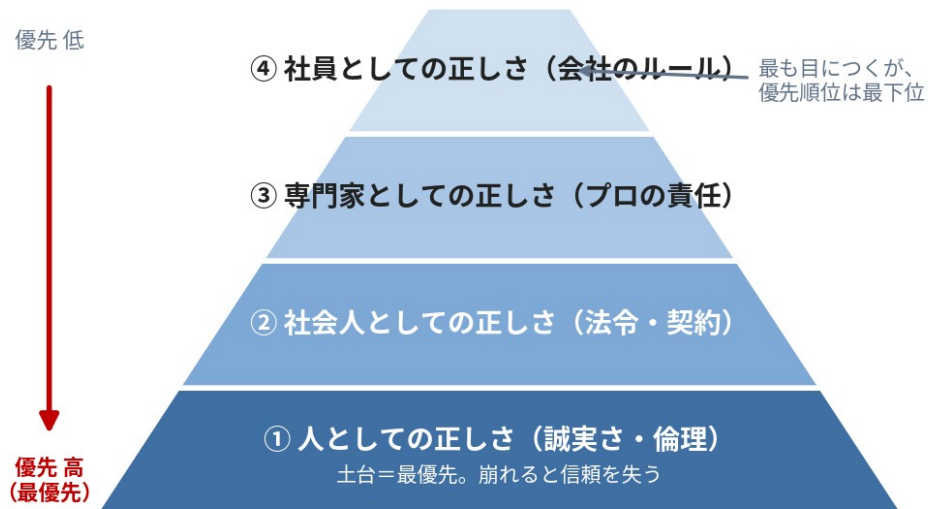 優先 低
④ 社員としての正しさ（会社のルール）
最も目につくが、
優先順位は最下位
③ 専門家としての正しさ（プロの責任）
② 社会人としての正しさ（法令・契約）
① 人としての正しさ（誠実さ・倫理）
土台＝最優先。崩れると信頼を失う
優先 高
（最優先）